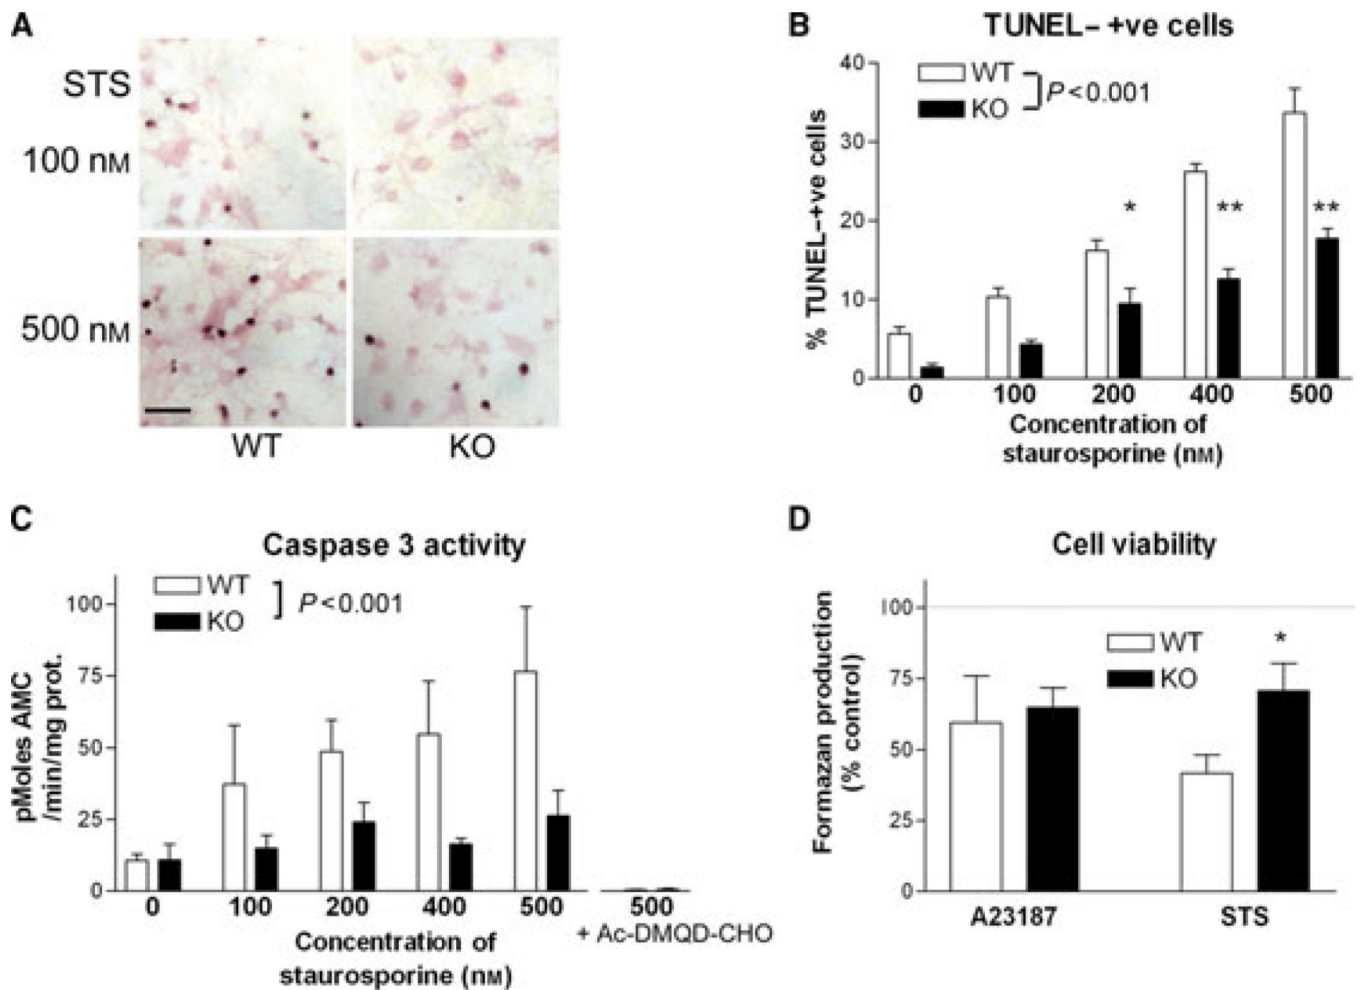 A
STS
100 nM
500 nM
WT KO
B
TUNEL– +ve cells
WT
KO
P<0.001
% TUNEL–+ve cells
40
30
20
10
0
* ** **
0 100 200 400 500
Concentration of
staurosporine (nM)
C
Caspase 3 activity
WT
KO
P<0.001
pMoles AMC
/min/mg prot.
100
75
50
25
0
0 100 200 400 500 500
+ Ac-DMQD-CHO
Concentration of
staurosporine (nM)
D
Cell viability
Formazan production
(% control)
100
75
50
25
0
WT
KO
*
A23187 STS